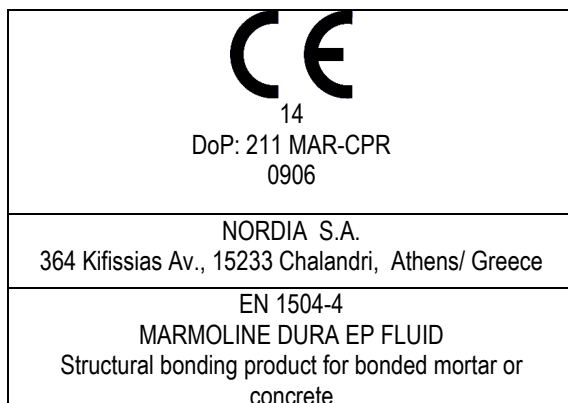 CE
14
DoP: 211 MAR-CPR
0906
NORDIA S.A.
364 Kifissias Av., 15233 Chalandri, Athens/ Greece
EN 1504-4
MARMOLINE DURA EP FLUID
Structural bonding product for bonded mortar or
concrete